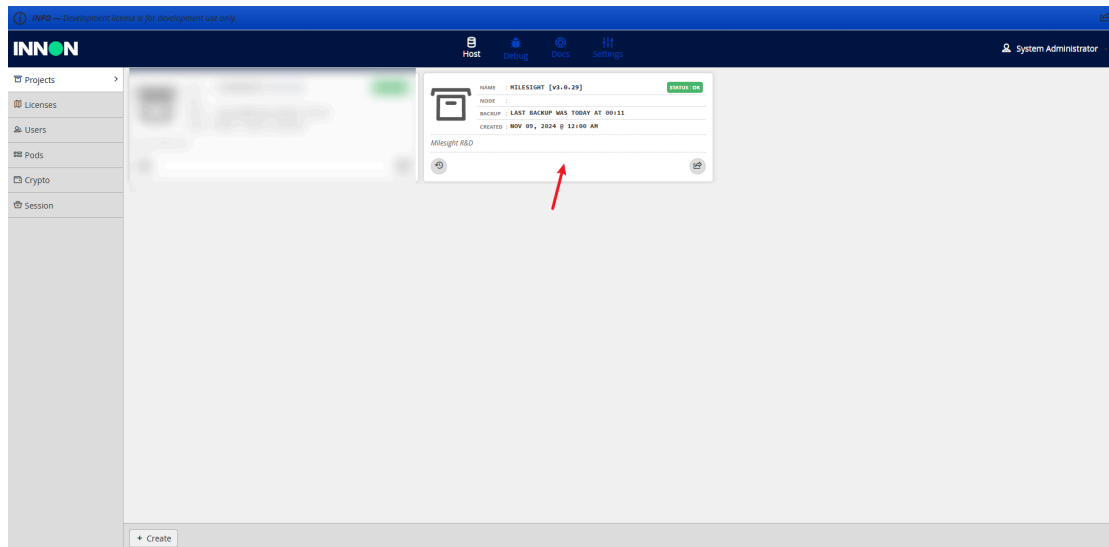 INFO — Development license is for development use only.
INNON
Host
Debug
Docs
Settings
System Administrator
Projects
Licenses
Users
Pods
Crypto
Session
NAME : MILESIGHT [v3.0.29]
STATUS: OK
NODE :
BACKUP : LAST BACKUP WAS TODAY AT 00:11
CREATED : NOV 09, 2024 @ 12:00 AM
Milesight R&D
+ Create